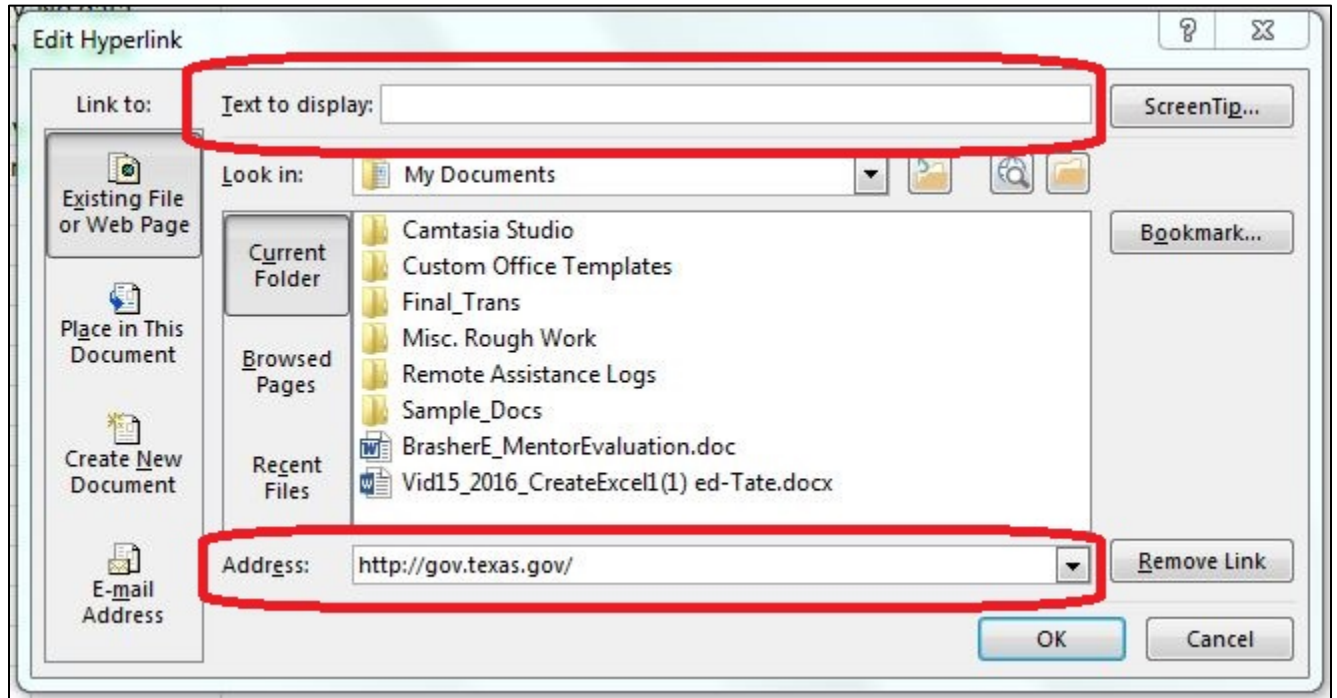 Edit Hyperlink
Link to:
Text to display:
ScreenTip...
Existing File
or Web Page
Look in:
My Documents
Bookmark...
Current
Folder
Camtasia Studio
Custom Office Templates
Final_Trans
Misc. Rough Work
Remote Assistance Logs
Sample_Docs
BrasherE_MentorEvaluation.doc
Vid15_2016_CreateExcel1(1) ed-Tate.docx
Place in This
Document
Browsed
Pages
Create New
Document
Recent
Files
E-mail
Address
Address:
http://gov.texas.gov/
Remove Link
OK
Cancel